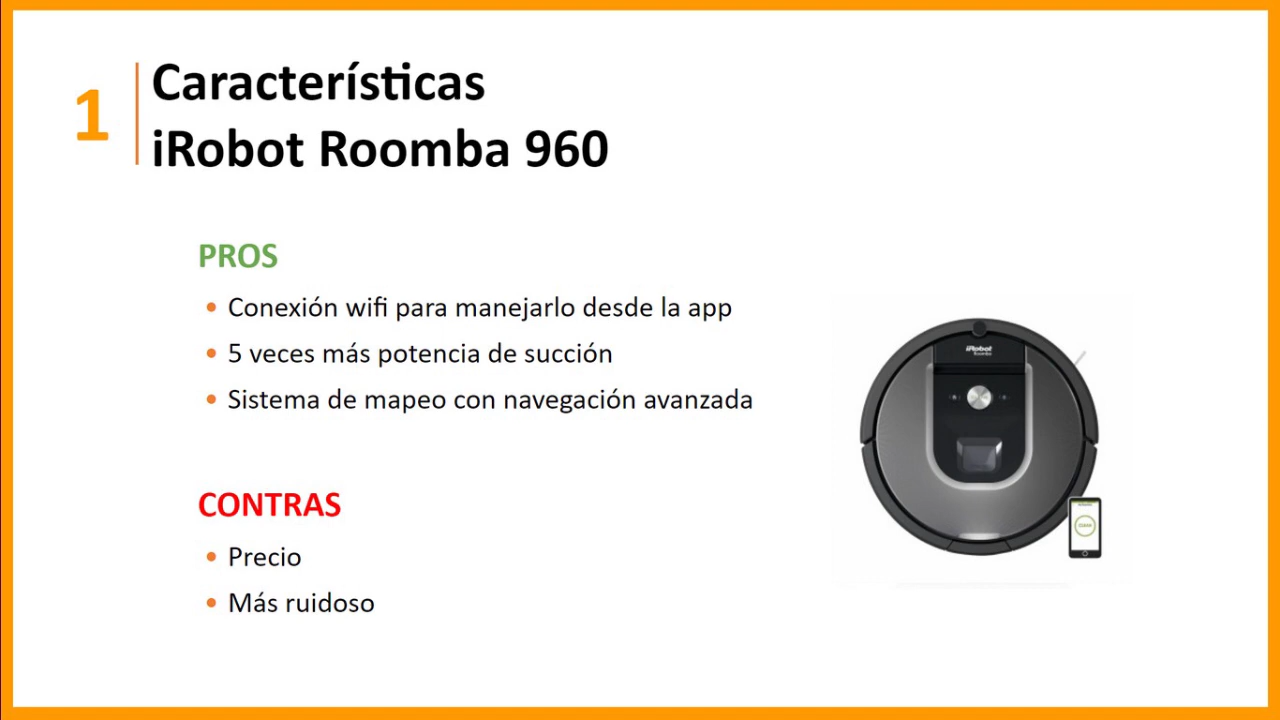 1
Características
iRobot Roomba 960
PROS
• Conexión wifi para manejarlo desde la app
• 5 veces más potencia de succión
• Sistema de mapeo con navegación avanzada
CONTRAS
• Precio
• Más ruidoso
iRobot
Roomba